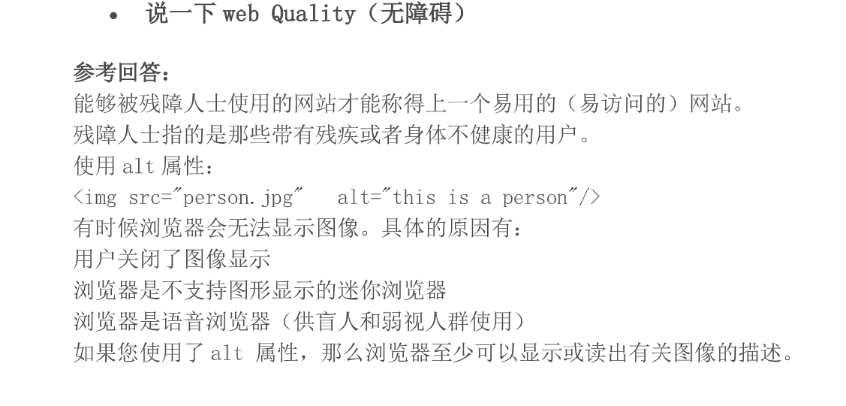 • 说一下 web Quality（无障碍）
参考回答：
能够被残障人士使用的网站才能称得上一个易用的（易访问的）网站。
残障人士指的是那些带有残疾或者身体不健康的用户。
使用 alt 属性：
<img src="person.jpg"   alt="this is a person"/>
有时候浏览器会无法显示图像。具体的原因有：
用户关闭了图像显示
浏览器是不支持图形显示的迷你浏览器
浏览器是语音浏览器（供盲人和弱视人群使用）
如果您使用了 alt 属性，那么浏览器至少可以显示或读出有关图像的描述。